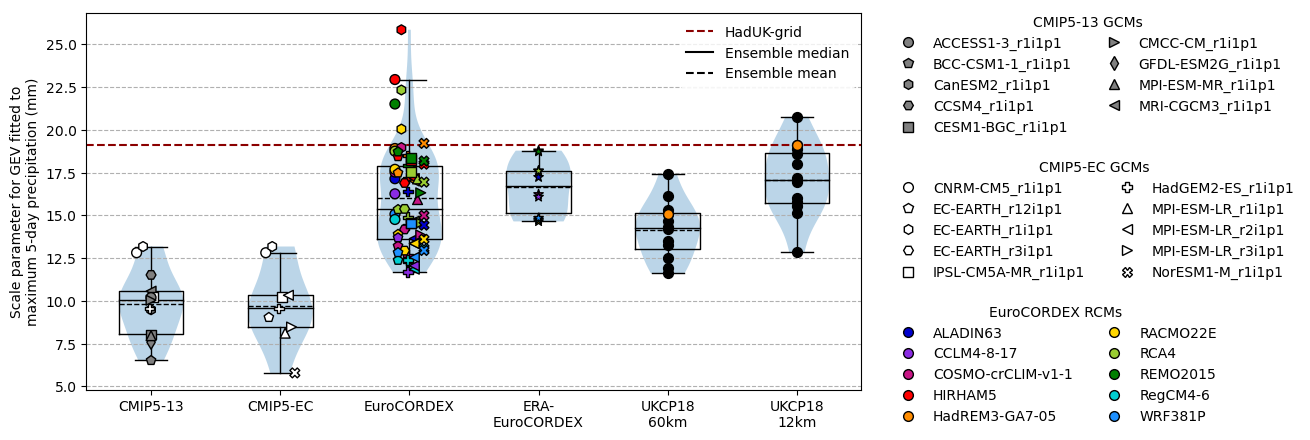 Scale parameter for GEV fitted to
maximum 5-day precipitation (mm)
25.0
22.5
20.0
17.5
15.0
12.5
10.0
7.5
5.0
HadUK-grid
Ensemble median
Ensemble mean
CMIP5-13
CMIP5-EC
EuroCORDEX
ERA-
EuroCORDEX
UKCP18
60km
UKCP18
12km
CMIP5-13 GCMs
ACCESS1-3_r1i1p1
BCC-CSM1-1_r1i1p1
CanESM2_r1i1p1
CCSM4_r1i1p1
CESM1-BGC_r1i1p1
CMCC-CM_r1i1p1
GFDL-ESM2G_r1i1p1
MPI-ESM-MR_r1i1p1
MRI-CGCM3_r1i1p1
CMIP5-EC GCMs
CNRM-CM5_r1i1p1
EC-EARTH_r12i1p1
EC-EARTH_r1i1p1
EC-EARTH_r3i1p1
IPSL-CM5A-MR_r1i1p1
HadGEM2-ES_r1i1p1
MPI-ESM-LR_r1i1p1
MPI-ESM-LR_r2i1p1
MPI-ESM-LR_r3i1p1
NorESM1-M_r1i1p1
EuroCORDEX RCMs
ALADIN63
CCLM4-8-17
COSMO-crCLIM-v1-1
HIRHAM5
HadREM3-GA7-05
RACMO22E
RCA4
REMO2015
RegCM4-6
WRF381P